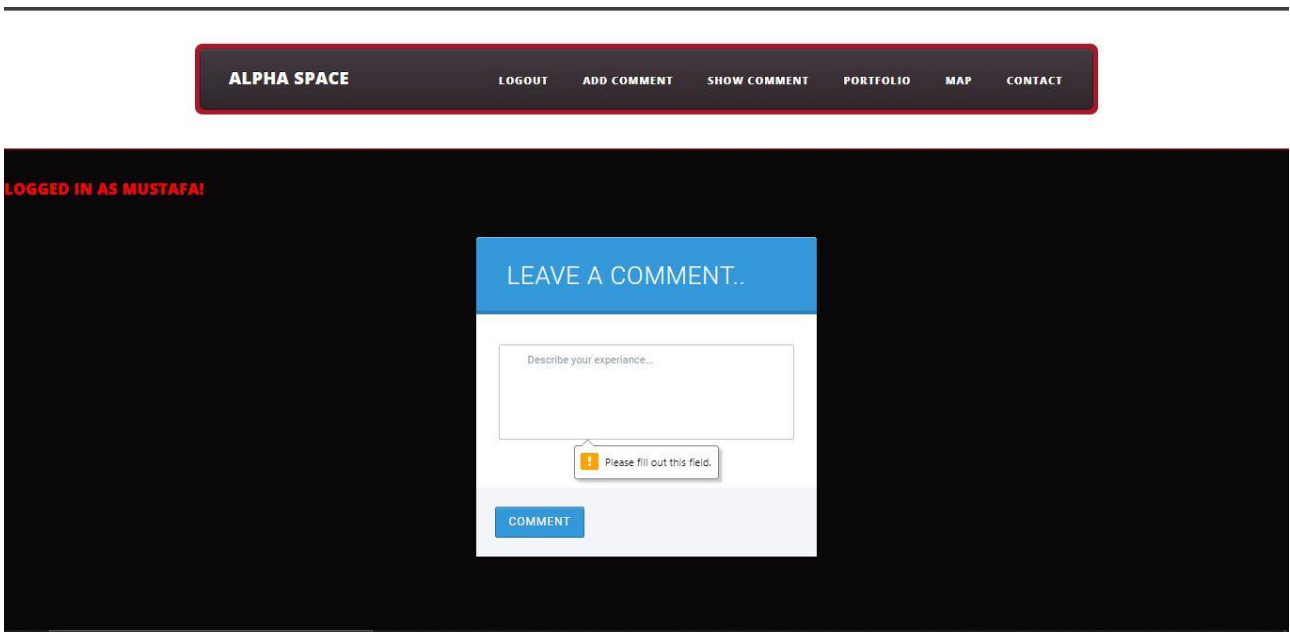 ALPHA SPACE LOGOUT ADD COMMENT SHOW COMMENT PORTFOLIO MAP CONTACT
LOGGED IN AS MUSTAFA!
LEAVE A COMMENT..
Describe your experiance...
! Please fill out this field.
COMMENT